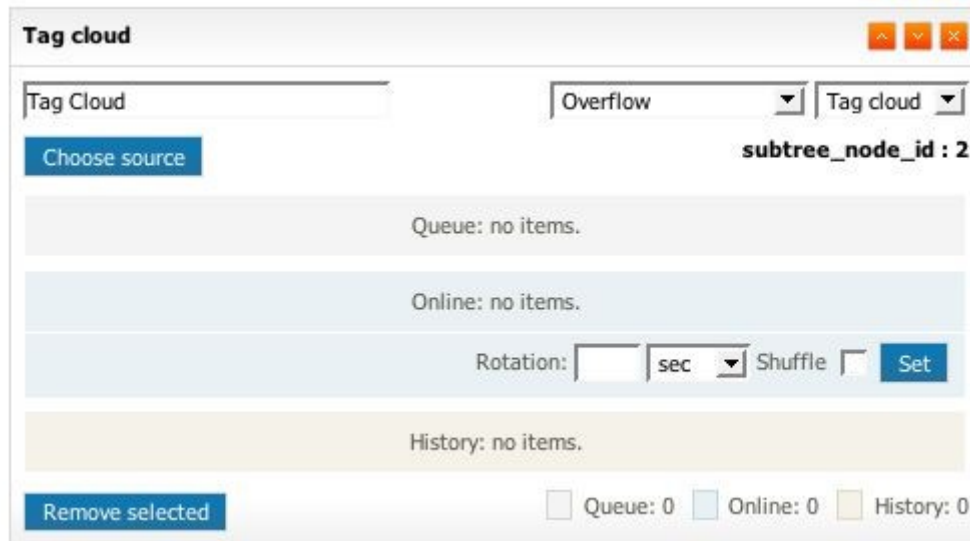 Tag cloud
Tag Cloud Overflow Tag cloud
Choose source subtree_node_id : 2
Queue: no items.
Online: no items.
Rotation: sec Shuffle Set
History: no items.
Remove selected Queue: 0 Online: 0 History: 0